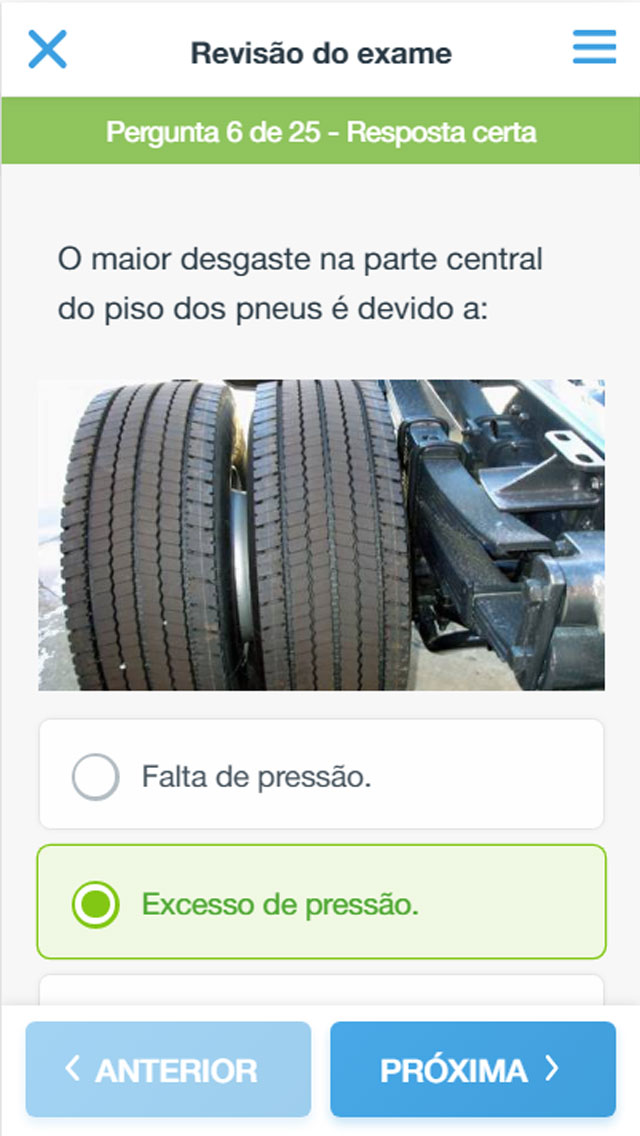 Revisão do exame
Pergunta 6 de 25 - Resposta certa
O maior desgaste na parte central
do piso dos pneus é devido a:
Falta de pressão.
Excesso de pressão.
ANTERIOR
PRÓXIMA